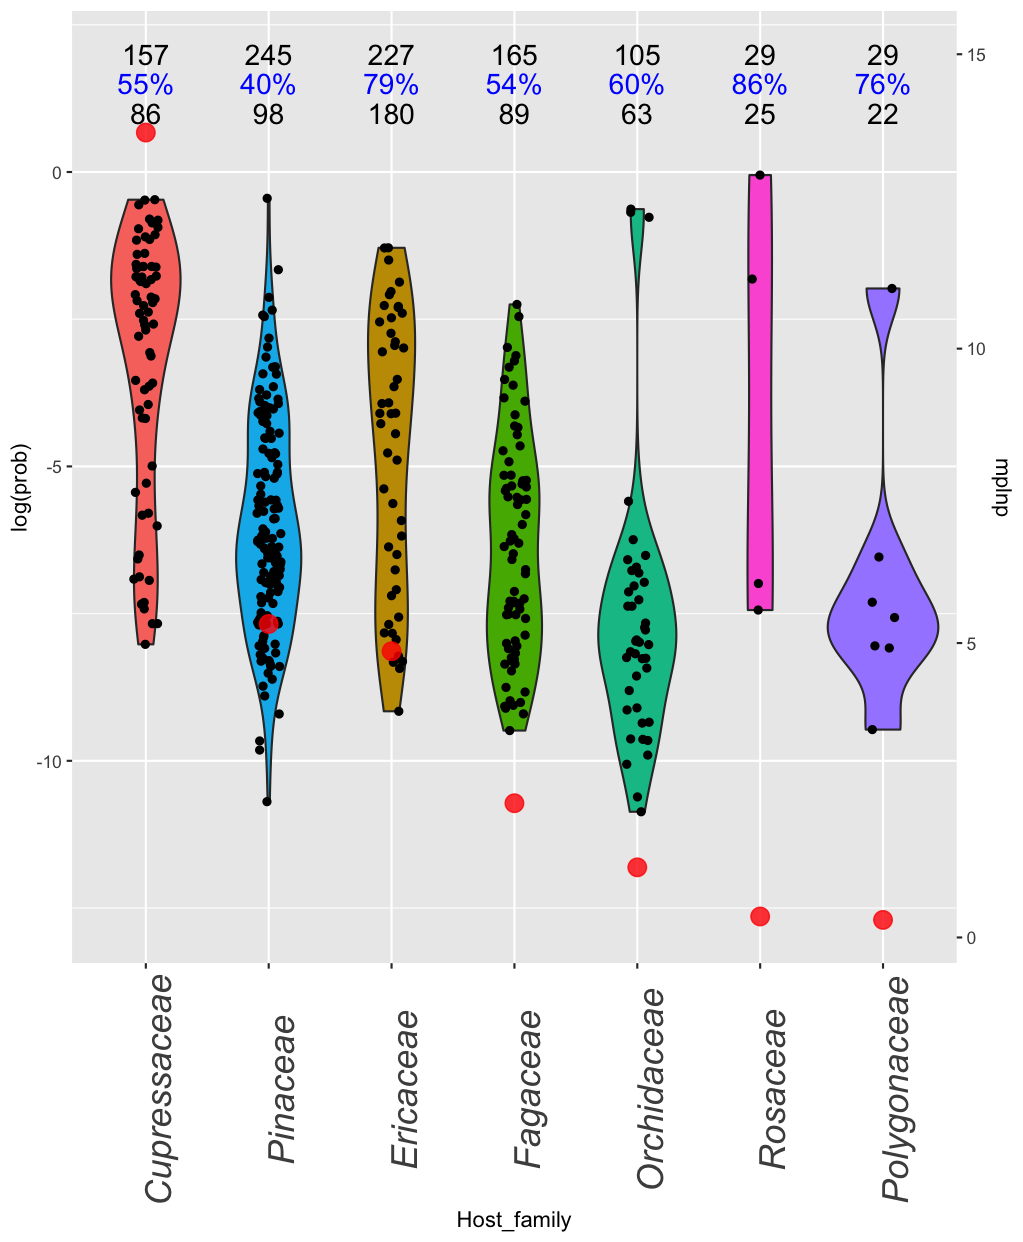 157 245 227 165 105 29 29
55% 40% 79% 54% 60% 86% 76%
86 98 180 89 63 25 22
15
0
10
-5
5
-10
0
log(prob)
mplnd
Cupressaceae Pinaceae Ericaceae Fagaceae Orchidaceae Rosaceae Polygonaceae
Host_family